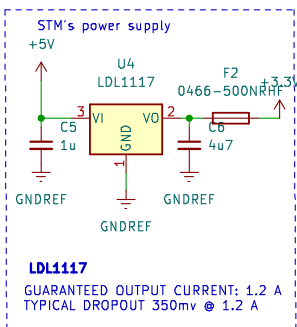 STM's power supply
+5V
U4
LDL1117
F2
0466-500NRHF
+3.3V
3 VI VO 2
GND
1
C5
1u
C6
4u7
GNDREF
GNDREF
GNDREF
LDL1117
GUARANTEED OUTPUT CURRENT: 1.2 A
TYPICAL DROPOUT 350mv @ 1.2 A